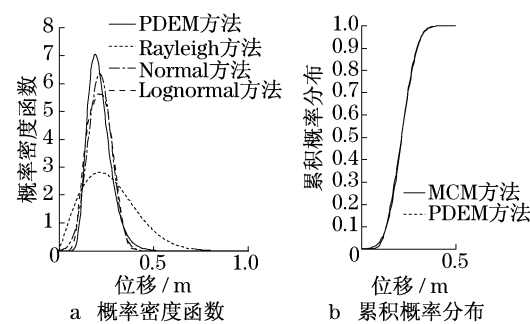 8
7
6
5
4
3
2
1
0
概率密度函数
PDEM方法
Rayleigh方法
Normal方法
Lognormal方法
0
0.5
1.0
位移 / m
a 概率密度函数
1.0
0.9
0.8
0.7
0.6
0.5
0.4
0.3
0.2
0.1
0
累积概率分布
MCM方法
PDEM方法
0
0.5
位移 / m
b 累积概率分布